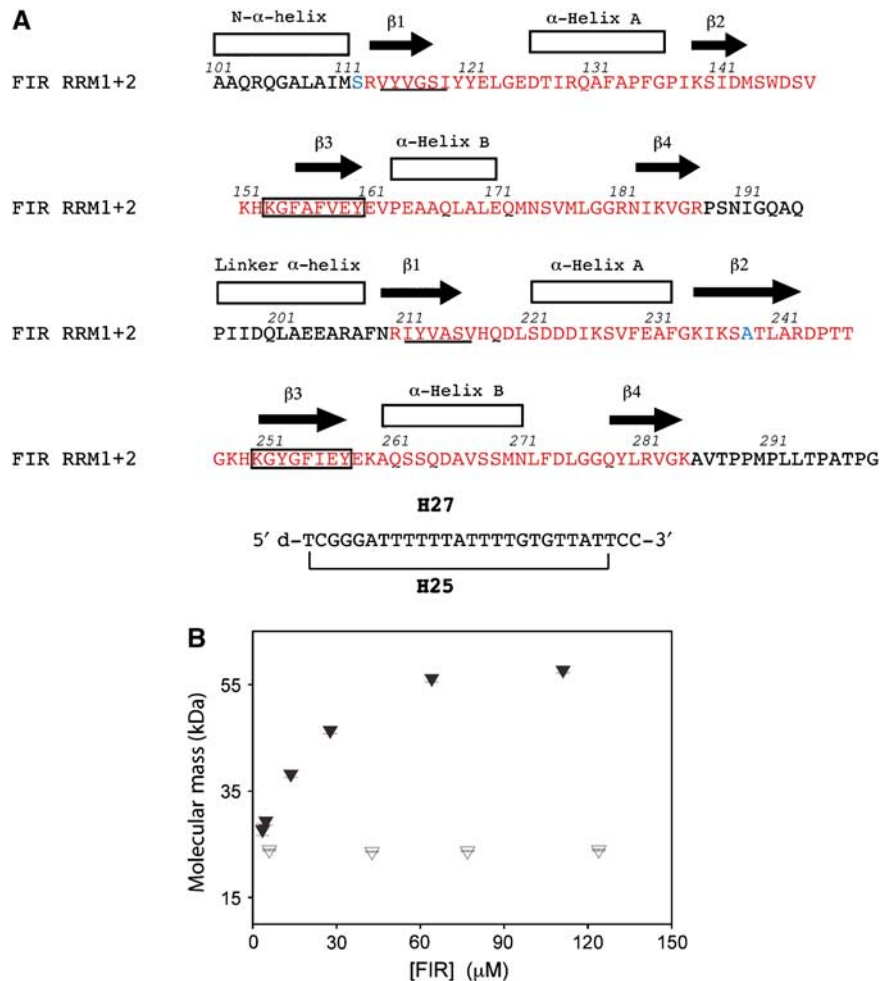 A
N-α-helix β1 α-Helix A β2
101 111 121 131 141
FIR RRM1+2 AAQRQGALAIMSRVYVGSIYYELGEDTIRQAFAPFGPIKSIDMSWDSV
β3 α-Helix B β4
151 161 171 181 191
FIR RRM1+2 KHKGFAFVEYEVPEAAQLALEQMNSVMLGGRNIKVGRPSNIGQAQ
Linker α-helix β1 α-Helix A β2
201 211 221 231 241
FIR RRM1+2 PIIDQLAEEARAFNRIYVASVHQDLSDDDIKSVFEAFGKIKSATLARDPTT
β3 α-Helix B β4
251 261 271 281 291
FIR RRM1+2 GKHKGYGFIEYEKAQSSQDAVSSMNLFDLGGQYLRVGKAVTPPMPLLTPATPG
H27
5′ d-TCGGGATTTTTTATTTTGTGTTATTCC-3′
H25
B
Molecular mass (kDa)
55
35
15
0 30 60 90 120 150
[FIR] (μM)